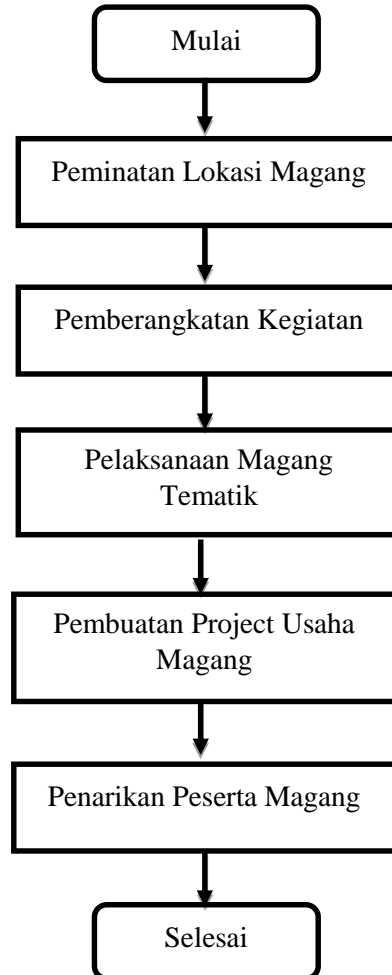 Mulai
Peminatan Lokasi Magang
Pemberangkatan Kegiatan
Pelaksanaan Magang
Tematik
Pembuatan Project Usaha
Magang
Penarikan Peserta Magang
Selesai